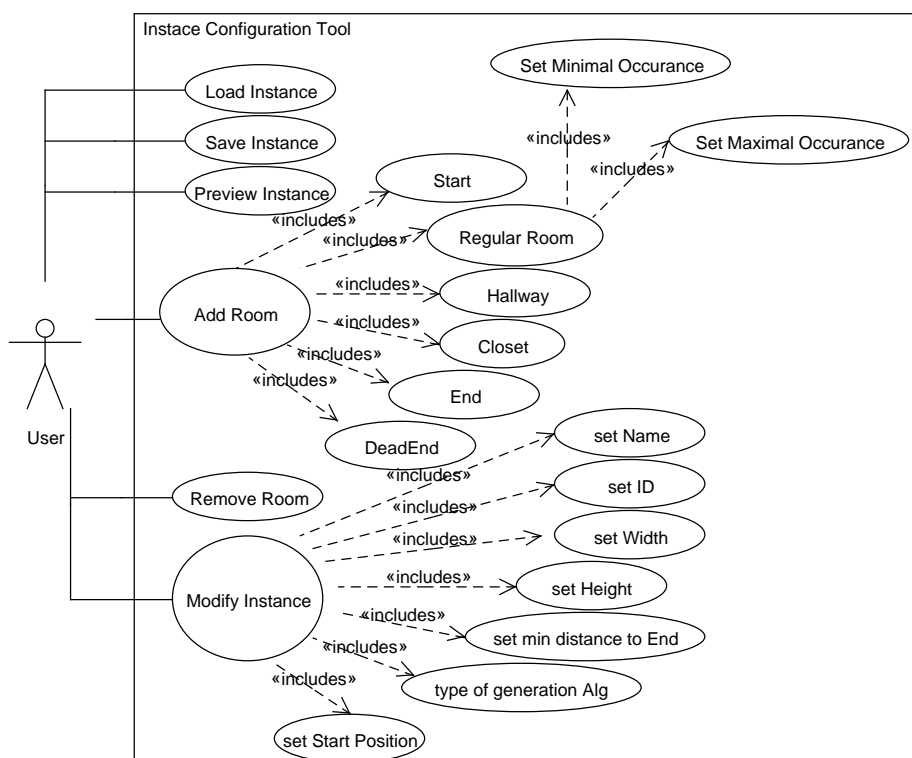 Instace Configuration Tool
Set Minimal Occurance
Load Instance
Save Instance
«includes»
Set Maximal Occurance
«includes»
Preview Instance
Start
«includes»
Regular Room
«includes»
Hallway
«includes»
Add Room
«includes»
Closet
«includes»
End
«includes»
User
DeadEnd
set Name
«includes»
set ID
Remove Room
«includes»
set Width
«includes»
«includes»
set Height
Modify Instance
«includes»
set min distance to End
«includes»
type of generation Alg
«includes»
set Start Position